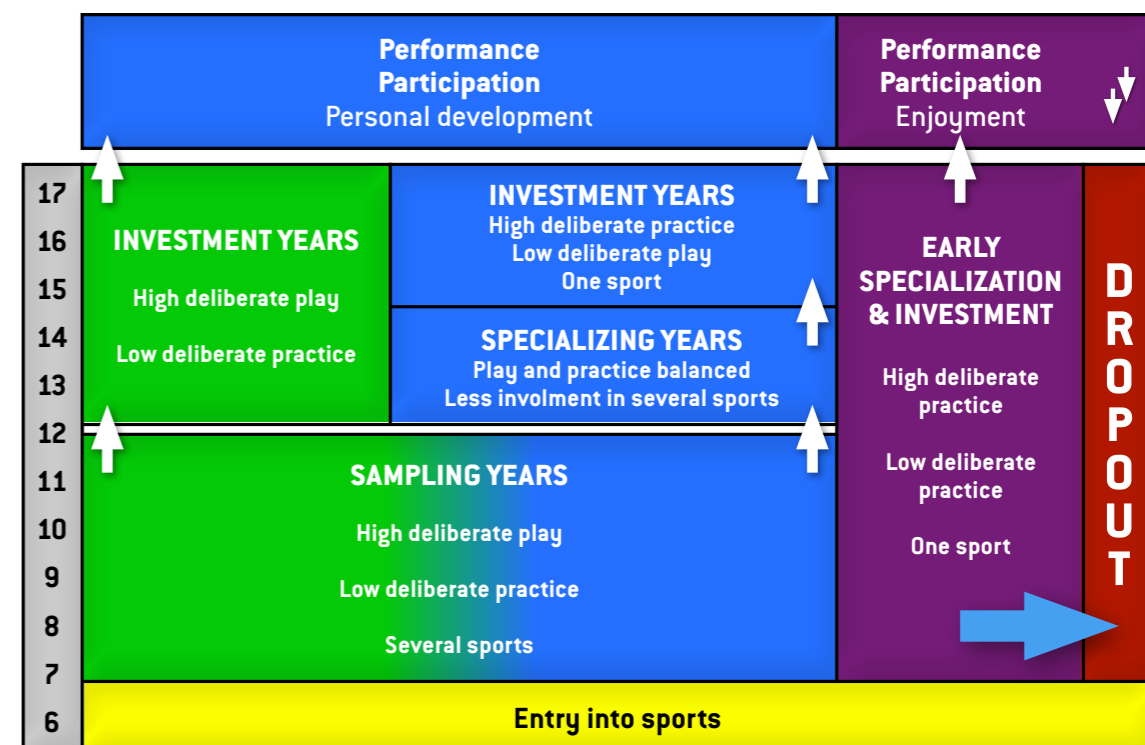 Performance
Participation
Personal development
Performance
Participation
Enjoyment
17
16
15
14
13
12
11
10
9
8
7
6
INVESTMENT YEARS
High deliberate play
Low deliberate practice
INVESTMENT YEARS
High deliberate practice
Low deliberate play
One sport
SPECIALIZING YEARS
Play and practice balanced
Less involment in several sports
SAMPLING YEARS
High deliberate play
Low deliberate practice
Several sports
EARLY
SPECIALIZATION
& INVESTMENT
High deliberate
practice
Low deliberate
practice
One sport
DROPOUT
Entry into sports